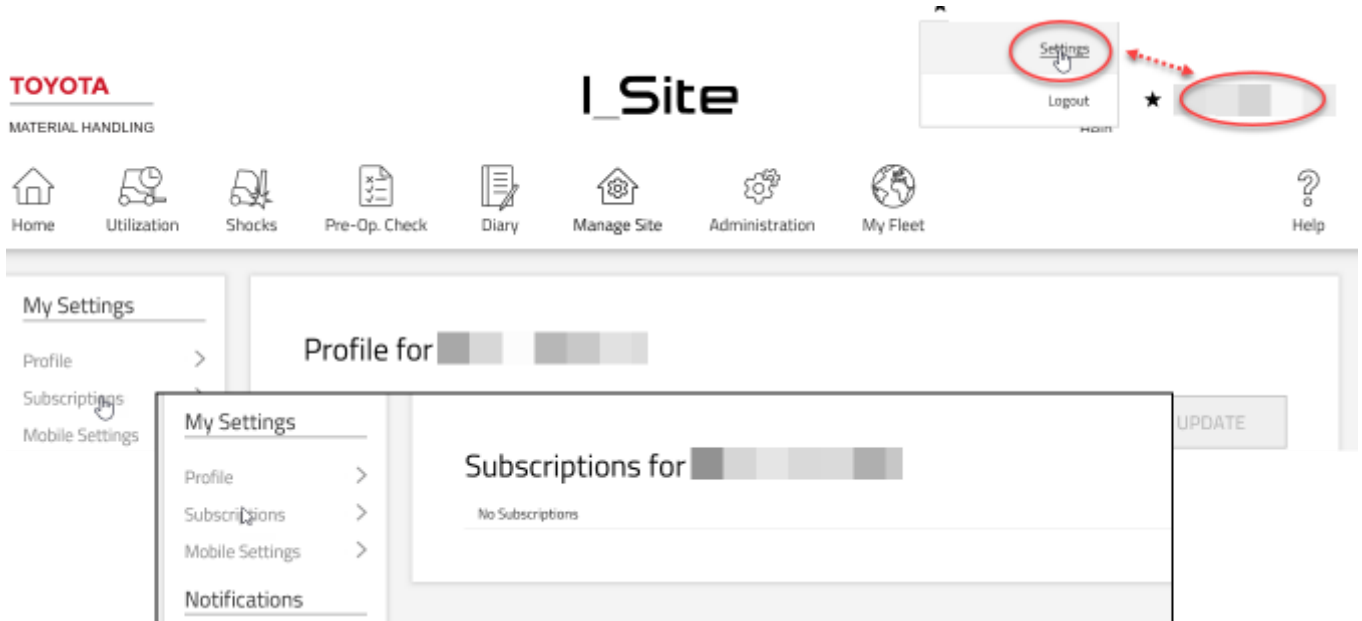 Settings
TOYOTA
I_Site
Logout
MATERIAL HANDLING
Home Utilization Shocks Pre-Op. Check Diary Manage Site Administration My Fleet Help
My Settings
Profile for
Profile
Subscriptions
Mobile Settings
UPDATE
My Settings
Subscriptions for
Profile
No Subscriptions
Subscriptions
Mobile Settings
Notifications